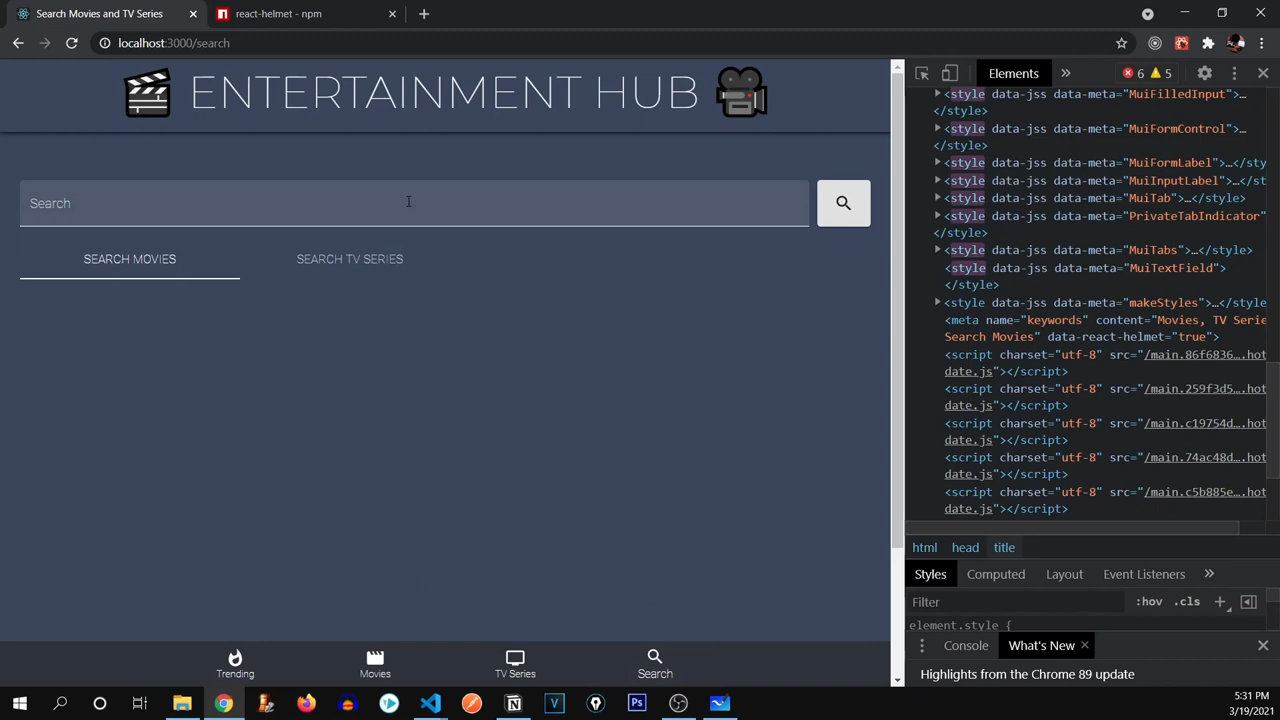 Search Movies and TV Series
react-helmet - npm
localhost:3000/search
ENTERTAINMENT HUB
Search
SEARCH MOVIES
SEARCH TV SERIES
Trending
Movies
TV Series
Search
Elements
6
5
<style data-jss data-meta="MuiFilledInput">…
</style>
<style data-jss data-meta="MuiFormControl">…
</style>
<style data-jss data-meta="MuiFormLabel">…</sty
<style data-jss data-meta="MuiInputLabel">…</st
<style data-jss data-meta="MuiTab">…</style>
<style data-jss data-meta="PrivateTabIndicator"
</style>
<style data-jss data-meta="MuiTabs">…</style>
<style data-jss data-meta="MuiTextField">
</style>
<style data-jss data-meta="makeStyles">…</style
<meta name="keywords" content="Movies, TV Serie
Search Movies" data-react-helmet="true">
<script charset="utf-8" src="/main.86f6836….hot
date.js"></script>
<script charset="utf-8" src="/main.259f3d5….hot
date.js"></script>
<script charset="utf-8" src="/main.c19754d….hot
date.js"></script>
<script charset="utf-8" src="/main.74ac48d….hot
date.js"></script>
<script charset="utf-8" src="/main.c5b885e….hot
date.js"></script>
html head title
Styles Computed Layout Event Listeners
Filter
:hov .cls
element.style {
Console
What's New
Highlights from the Chrome 89 update
5:31 PM
3/19/2021